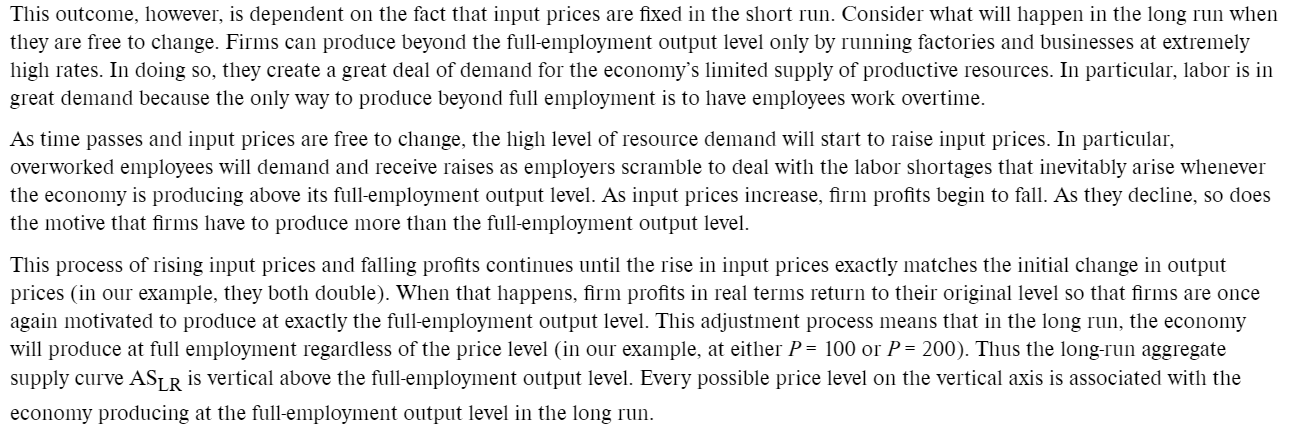 This outcome, however, is dependent on the fact that input prices are fixed in the short run. Consider what will happen in the long run when
they are free to change. Firms can produce beyond the full-employment output level only by running factories and businesses at extremely
high rates. In doing so, they create a great deal of demand for the economy’s limited supply of productive resources. In particular, labor is in
great demand because the only way to produce beyond full employment is to have employees work overtime.
As time passes and input prices are free to change, the high level of resource demand will start to raise input prices. In particular,
overworked employees will demand and receive raises as employers scramble to deal with the labor shortages that inevitably arise whenever
the economy is producing above its full-employment output level. As input prices increase, firm profits begin to fall. As they decline, so does
the motive that firms have to produce more than the full-employment output level.
This process of rising input prices and falling profits continues until the rise in input prices exactly matches the initial change in output
prices (in our example, they both double). When that happens, firm profits in real terms return to their original level so that firms are once
again motivated to produce at exactly the full-employment output level. This adjustment process means that in the long run, the economy
will produce at full employment regardless of the price level (in our example, at either P = 100 or P = 200). Thus the long-run aggregate
supply curve ASLR is vertical above the full-employment output level. Every possible price level on the vertical axis is associated with the
economy producing at the full-employment output level in the long run.